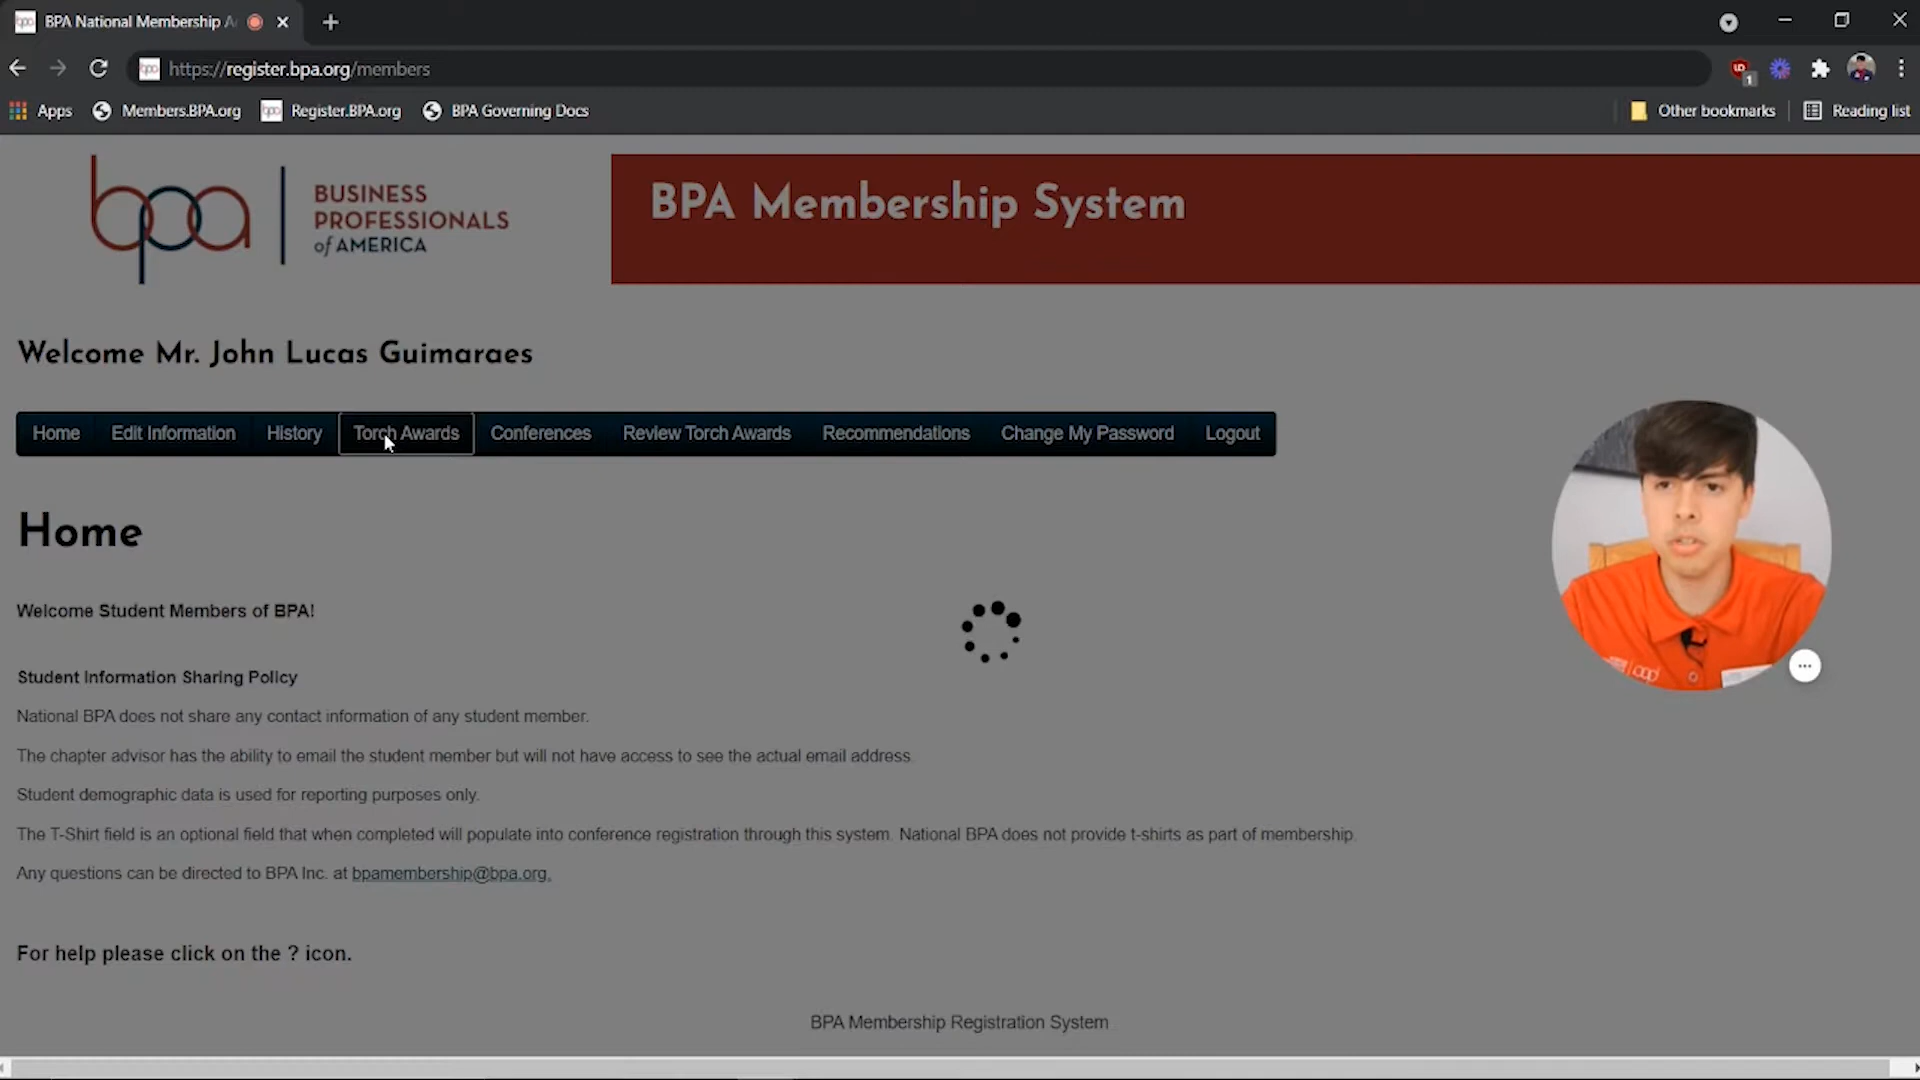 BPA National Membership A
https://register.bpa.org/members
1
Apps
Members.BPA.org
bpa
Register.BPA.org
BPA Governing Docs
Other bookmarks
Reading list
bpa
BUSINESS
PROFESSIONALS
of AMERICA
BPA Membership System
Welcome Mr. John Lucas Guimaraes
Home
Edit Information
History
Torch Awards
Conferences
Review Torch Awards
Recommendations
Change My Password
Logout
Home
Welcome Student Members of BPA!
Student Information Sharing Policy
National BPA does not share any contact information of any student member.
The chapter advisor has the ability to email the student member but will not have access to see the actual email address.
Student demographic data is used for reporting purposes only.
The T-Shirt field is an optional field that when completed will populate into conference registration through this system. National BPA does not provide t-shirts as part of membership.
Any questions can be directed to BPA Inc. at bpamembership@bpa.org.
For help please click on the ? icon.
BPA Membership Registration System